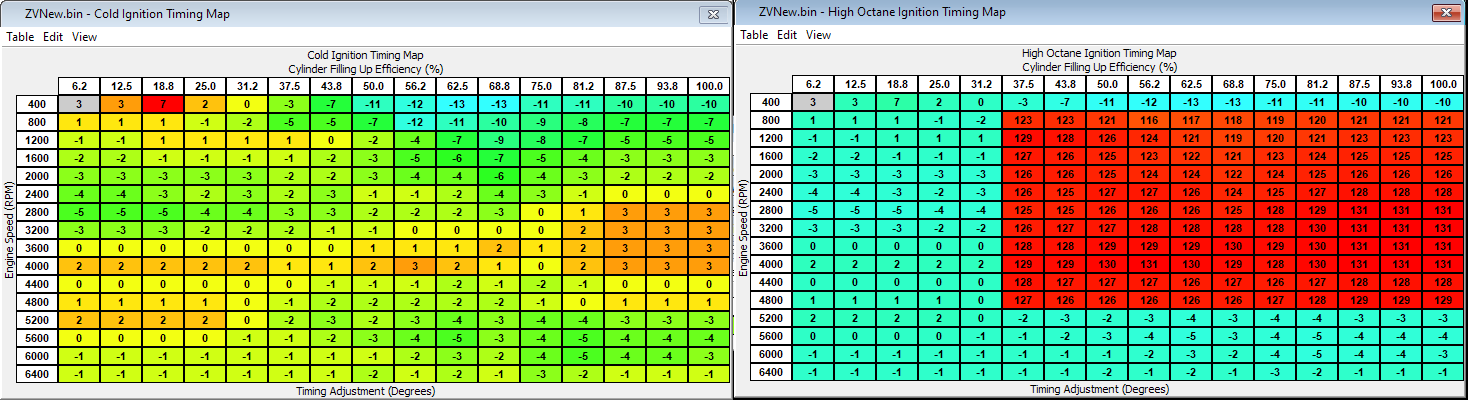 ZVNew.bin - Cold Ignition Timing Map
Table Edit View
Cold Ignition Timing Map
Cylinder Filling Up Efficiency (%)
6.2 12.5 18.8 25.0 31.2 37.5 43.8 50.0 56.2 62.5 68.8 75.0 81.2 87.5 93.8 100.0
400 3 3 7 2 0 -3 -7 -11 -12 -13 -13 -11 -11 -10 -10 -10
800 1 1 1 -1 -2 -5 -5 -7 -12 -11 -10 -9 -8 -7 -7 -7
1200 -1 -1 1 1 1 1 0 -2 -4 -7 -9 -8 -7 -5 -5 -5
1600 -2 -2 -1 -1 -1 -1 -2 -3 -5 -6 -7 -5 -4 -3 -3 -3
2000 -3 -3 -3 -3 -2 -2 -2 -3 -4 -4 -6 -4 -3 -2 -2 -2
2400 -4 -4 -3 -2 -3 -2 -3 -1 -1 -2 -4 -3 -1 0 0 0
2800 -5 -5 -5 -4 -4 -3 -3 -2 -2 -2 -3 0 1 3 3 3
3200 -3 -3 -3 -2 -2 -3 -2 -1 0 0 0 0 2 3 3 3
3600 0 0 0 0 0 0 0 1 1 1 2 1 2 3 3 3
4000 2 2 2 2 2 1 1 2 3 2 1 0 2 3 3 3
4400 0 0 0 0 0 0 -1 -1 -1 -2 -2 -1 0 0 0 0
4800 1 1 1 1 0 -1 -2 -2 -2 -2 -2 -1 0 1 1 1
5200 2 2 2 2 0 -2 -3 -2 -3 -4 -3 -4 -4 -3 -3 -3
5600 0 0 0 0 -1 -1 -2 -3 -4 -5 -3 -4 -5 -4 -4 -4
6000 -1 -1 -1 -1 -1 -1 -1 -1 -2 -3 -2 -4 -5 -4 -4 -4
6400 -1 -1 -1 -1 -1 -1 -1 -1 -1 -1 -2 -3 -2 -1 -1 -1
Engine Speed (RPM)
Timing Adjustment (Degrees)
ZVNew.bin - High Octane Ignition Timing Map
Table Edit View
High Octane Ignition Timing Map
Cylinder Filling Up Efficiency (%)
6.2 12.5 18.8 25.0 31.2 37.5 43.8 50.0 56.2 62.5 68.8 75.0 81.2 87.5 93.8 100.0
400 3 3 7 2 0 -3 -7 -11 -12 -13 -13 -11 -11 -10 -10 -10
800 1 1 1 -1 -2 123 123 121 116 117 118 119 120 121 121 121
1200 -1 -1 1 1 1 129 128 126 124 121 119 120 121 123 123 123
1600 -2 -2 -1 -1 -1 127 126 125 123 122 121 123 124 125 125 125
2000 -3 -3 -3 -3 -3 126 126 125 124 124 122 124 125 126 126 126
2400 -4 -4 -3 -2 -3 126 125 127 127 126 124 125 127 128 128 128
2800 -5 -5 -5 -4 -4 125 125 126 126 126 125 128 129 131 131 131
3200 -3 -3 -3 -2 -2 126 127 127 128 128 128 128 130 131 131 131
3600 0 0 0 0 0 128 128 129 129 129 130 129 130 131 131 131
4000 2 2 2 2 2 129 129 130 131 130 129 128 130 131 131 131
4400 0 0 0 0 0 128 127 127 127 126 126 127 128 128 128 128
4800 1 1 1 1 0 127 126 126 126 126 126 127 128 129 129 129
5200 2 2 2 2 0 -2 -3 -2 -3 -4 -3 -4 -4 -3 -3 -3
5600 0 0 0 0 -1 -1 -2 -3 -4 -5 -3 -4 -5 -4 -4 -4
6000 -1 -1 -1 -1 -1 -1 -1 -1 -2 -3 -2 -4 -5 -4 -4 -3
6400 -1 -1 -1 -1 -1 -1 -1 -1 -1 -2 -1 -3 -2 -1 -1 -1
Engine Speed (RPM)
Timing Adjustment (Degrees)